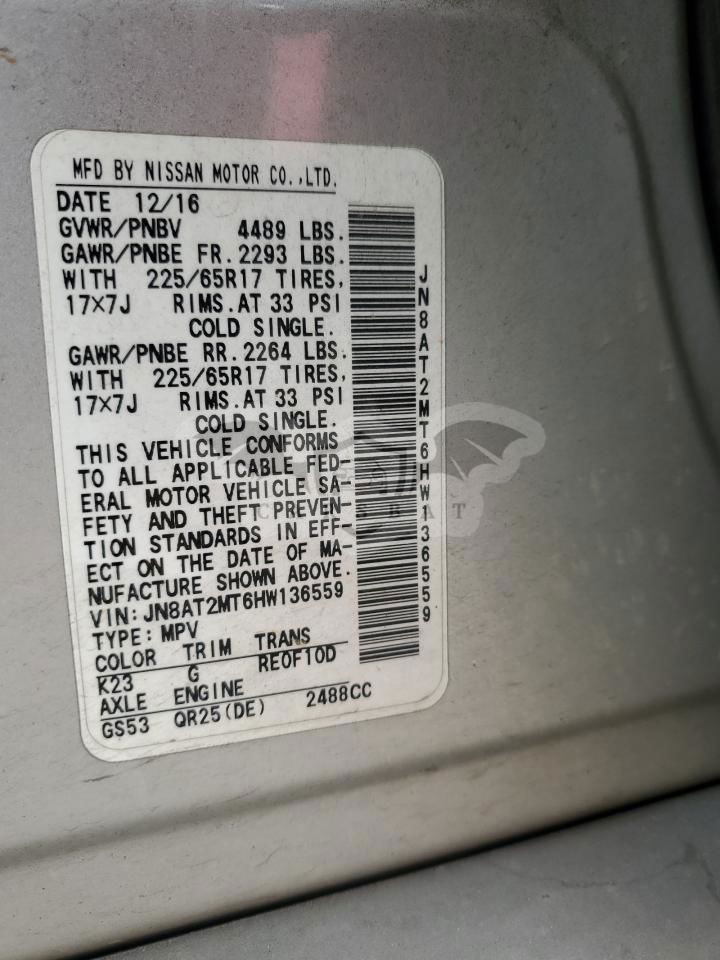 MFD BY NISSAN MOTOR CO.,LTD.
DATE 12/16
GVWR/PNBV 4489 LBS.
GAWR/PNBE FR.2293 LBS.
WITH 225/65R17 TIRES,
17×7J RIMS.AT 33 PSI
COLD SINGLE.
GAWR/PNBE RR.2264 LBS.
WITH 225/65R17 TIRES,
17×7J RIMS.AT 33 PSI
COLD SINGLE.
THIS VEHICLE CONFORMS
TO ALL APPLICABLE FED-
ERAL MOTOR VEHICLE SA-
FETY AND THEFT PREVEN-
TION STANDARDS IN EFF-
ECT ON THE DATE OF MA-
NUFACTURE SHOWN ABOVE.
VIN:JN8AT2MT6HW136559
TYPE:MPV
COLOR TRIM TRANS
K23 G RE0F10D
AXLE ENGINE
GS53 QR25(DE) 2488CC
JN8AT2MT6HW136559